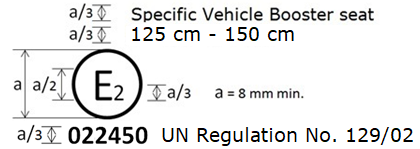 a/3 Specific Vehicle Booster seat
a/3 125 cm - 150 cm
a a/2 E2 a/3 a = 8 mm min.
a/3 022450 UN Regulation No. 129/02